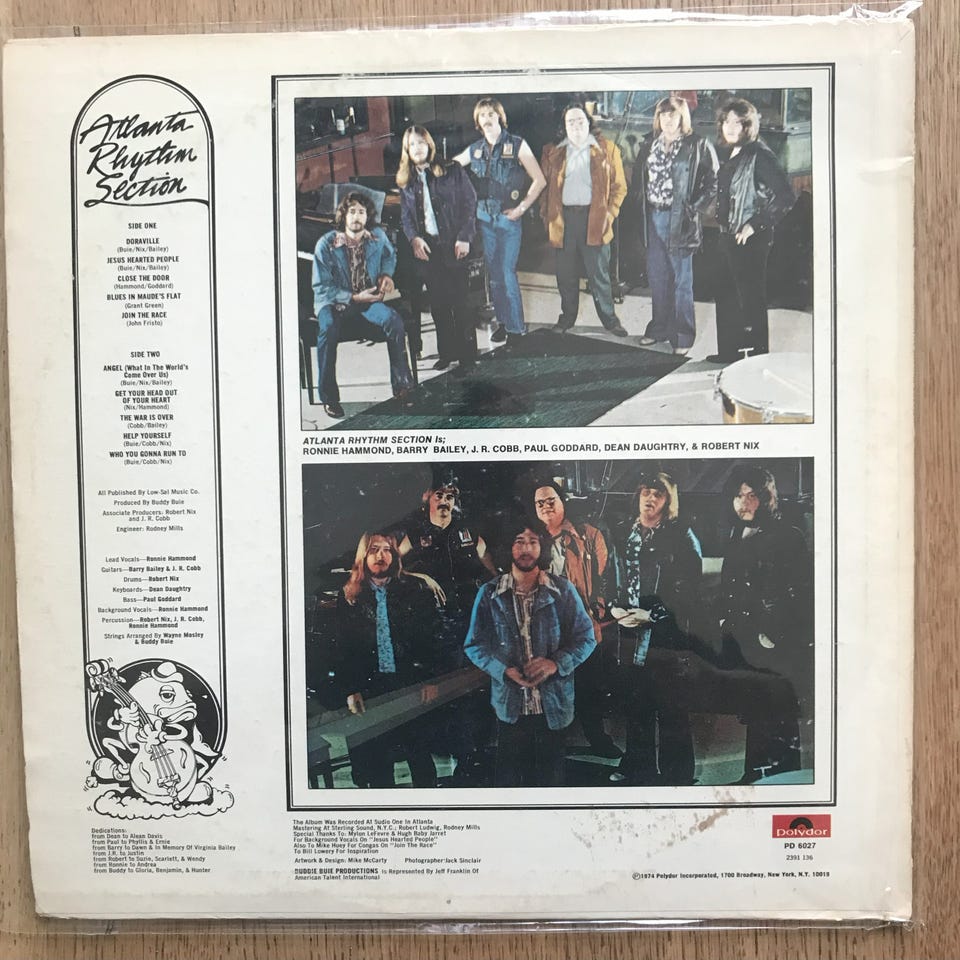 Atlanta
Rhythm
Section
SIDE ONE
DORAVILLE
(Buie/Nix/Bailey)
JESUS HEARTED PEOPLE
(Buie/Nix/Bailey)
CLOSE THE DOOR
(Hammond/Goddard)
BLUES IN MAUDE'S FLAT
(Grant Green)
JOIN THE RACE
(John Fristo)
SIDE TWO
ANGEL (What In The World's
Come Over Us)
(Buie/Nix/Bailey)
GET YOUR HEAD OUT
OF YOUR HEART
(Nix/Hammond)
THE WAR IS OVER
(Cobb/Bailey)
HELP YOURSELF
(Buie/Cobb/Nix)
WHO YOU GONNA RUN TO
(Buie/Cobb/Nix)
All Published By Low-Sal Music Co.
Produced By Buddy Buie
Associate Producers: Robert Nix
and J. R. Cobb
Engineer: Rodney Mills
Lead Vocals—Ronnie Hammond
Guitars—Barry Bailey & J. R. Cobb
Drums—Robert Nix
Keyboards—Dean Daughtry
Bass—Paul Goddard
Background Vocals—Ronnie Hammond
Percussion—Robert Nix, J. R. Cobb,
Ronnie Hammond
Strings Arranged By Wayne Mosley
& Buddy Buie
Dedications:
from Dean to Aleam Davis
from Paul to Phyllis & Ernie
from Barry to Dawn & In Memory Of Virginia Bailey
from J.R. to Justin
from Robert to Suzie, Scarlett, & Wendy
from Ronnie to Andrea
from Buddy to Gloria, Benjamin, & Hunter
ATLANTA RHYTHM SECTION Is;
RONNIE HAMMOND, BARRY BAILEY, J. R. COBB, PAUL GODDARD, DEAN DAUGHTRY, & ROBERT NIX
The Album Was Recorded At Sudio One In Atlanta
Mastering At Sterling Sound, N.Y.C.; Robert Ludwig, Rodney Mills
Special Thanks To: Mylon LeFevre & Hugh Baby Jarret
For Background Vocals On "Jesus Hearted People"
Also To Mike Huey For Congas On "Join The Race"
To Bill Lowery For Inspiration
Artwork & Design: Mike McCarty Photographer: Jack Sinclair
BUDDIE BUIE PRODUCTIONS is Represented By Jeff Franklin Of
American Talent International
Polydor
PD 6027
2391 136
Ⓟ1974 Polydor Incorporated, 1700 Broadway, New York, N.Y. 10019